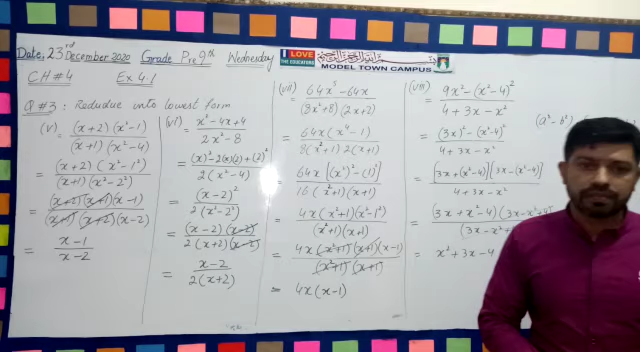 Date, 23rd December 2020 Grade Pre 9th Wednesday
I LOVE THE EDUCATORS
MODEL TOWN CAMPUS
CH#4 Ex 4.1
Q#3: Redudue into lowest form
(v) = (x+2)(x²-1) / (x+1)(x²-4)
= (x+2)(x²-1²) / (x+1)(x²-2²)
= (x+2)(x+1)(x-1) / (x+1)(x+2)(x-2)
= x-1 / x-2
(vi) = x²-4x+4 / 2x²-8
= (x)²-2(x)(2)+(2)² / 2(x²-4)
= (x-2)² / 2(x²-2²)
= (x-2)(x-2) / 2(x+2)(x-2)
= x-2 / 2(x+2)
(vii) = 64x⁵-64x / (8x²+8)(2x+2)
= 64x(x⁴-1) / 8(x²+1) 2(x+1)
= 64x[(x²)²-(1)²] / 16(x²+1)(x+1)
= 4x(x²+1)(x²-1²) / (x²+1)(x+1)
= 4x(x²+1)(x+1)(x-1) / (x²+1)(x+1)
= 4x(x-1)
(viii) = 9x²-(x²-4)² / 4+3x-x²
= (3x)²-(x²-4)² / 4+3x-x²
= [3x+(x²-4)][3x-(x²-4)] / 4+3x-x²
= (3x+x²-4)(3x-x²+4) / (3x-x²+
= x²+3x-4
(a²-b²)